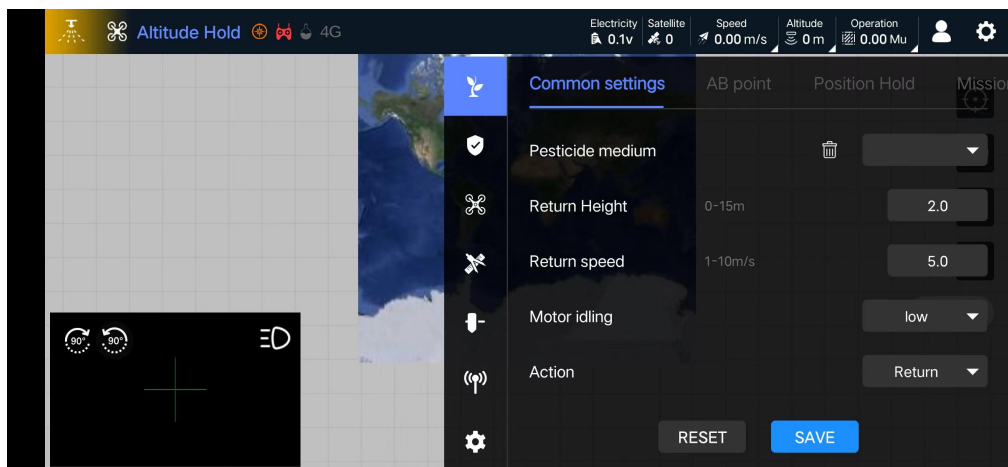 Altitude Hold 4G
Electricity Satellite Speed Altitude Operation
0.1v 0 0.00 m/s 0 m 0.00 Mu
Common settings AB point Position Hold Mission
Pesticide medium
Return Height 0-15m 2.0
Return speed 1-10m/s 5.0
Motor idling low
90° 90°
Action Return
RESET SAVE